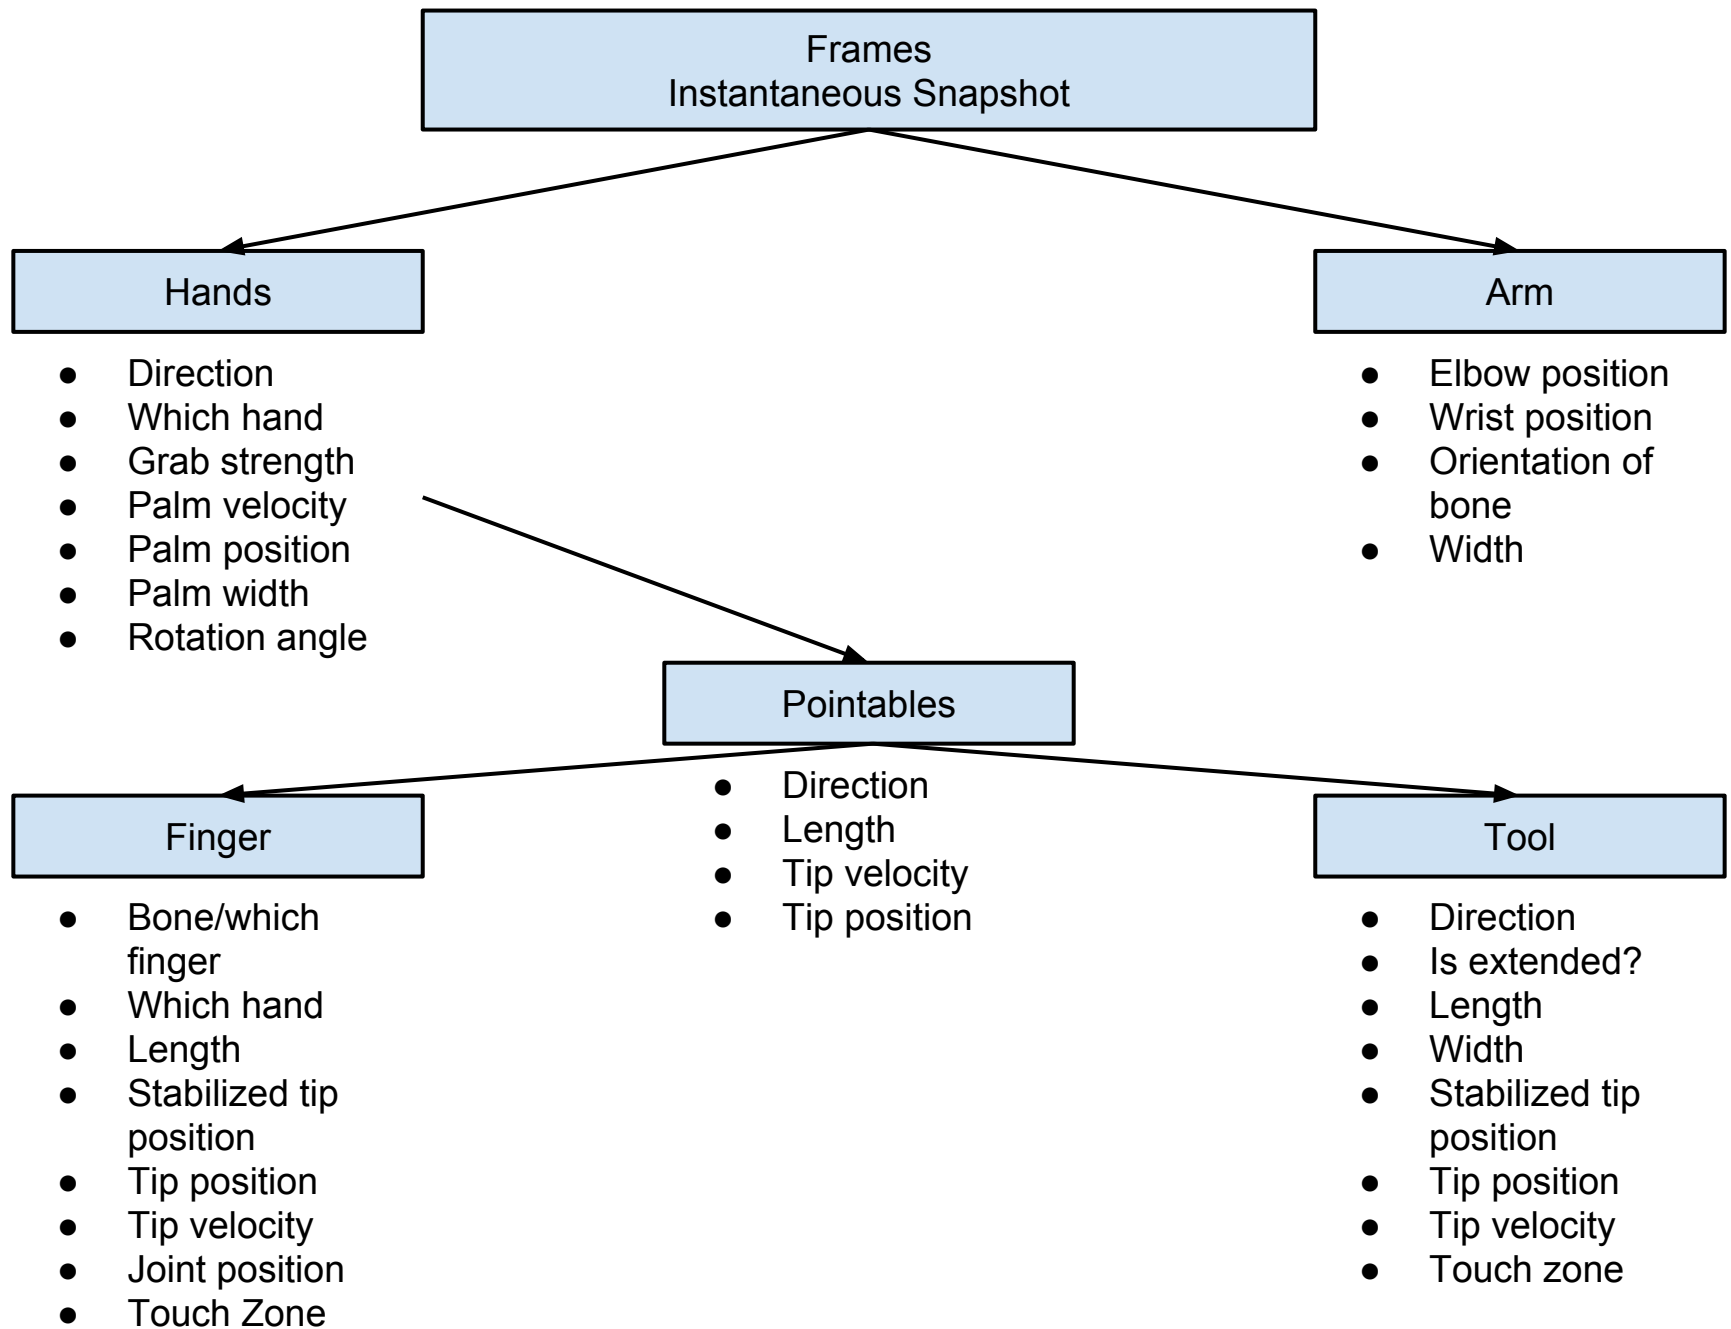 Frames
Instantaneous Snapshot
Hands
● Direction
● Which hand
● Grab strength
● Palm velocity
● Palm position
● Palm width
● Rotation angle
Arm
● Elbow position
● Wrist position
● Orientation of
bone
● Width
Pointables
● Direction
● Length
● Tip velocity
● Tip position
Finger
● Bone/which
finger
● Which hand
● Length
● Stabilized tip
position
● Tip position
● Tip velocity
● Joint position
● Touch Zone
Tool
● Direction
● Is extended?
● Length
● Width
● Stabilized tip
position
● Tip position
● Tip velocity
● Touch zone